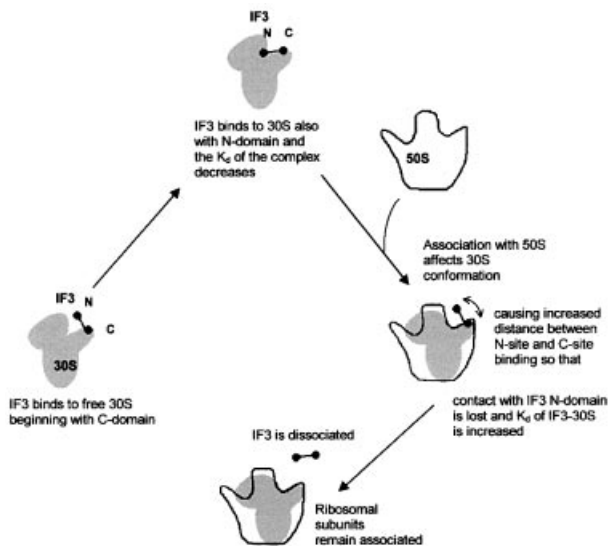 IF3
N C
IF3 binds to 30S also
with N-domain and
the Kd of the complex
decreases
50S
Association with 50S
affects 30S
conformation
IF3 N
C
30S
IF3 binds to free 30S
beginning with C-domain
causing increased
distance between
N-site and C-site
binding so that
contact with IF3 N-domain
is lost and Kd of IF3-30S
is increased
IF3 is dissociated
Ribosomal
subunits
remain associated